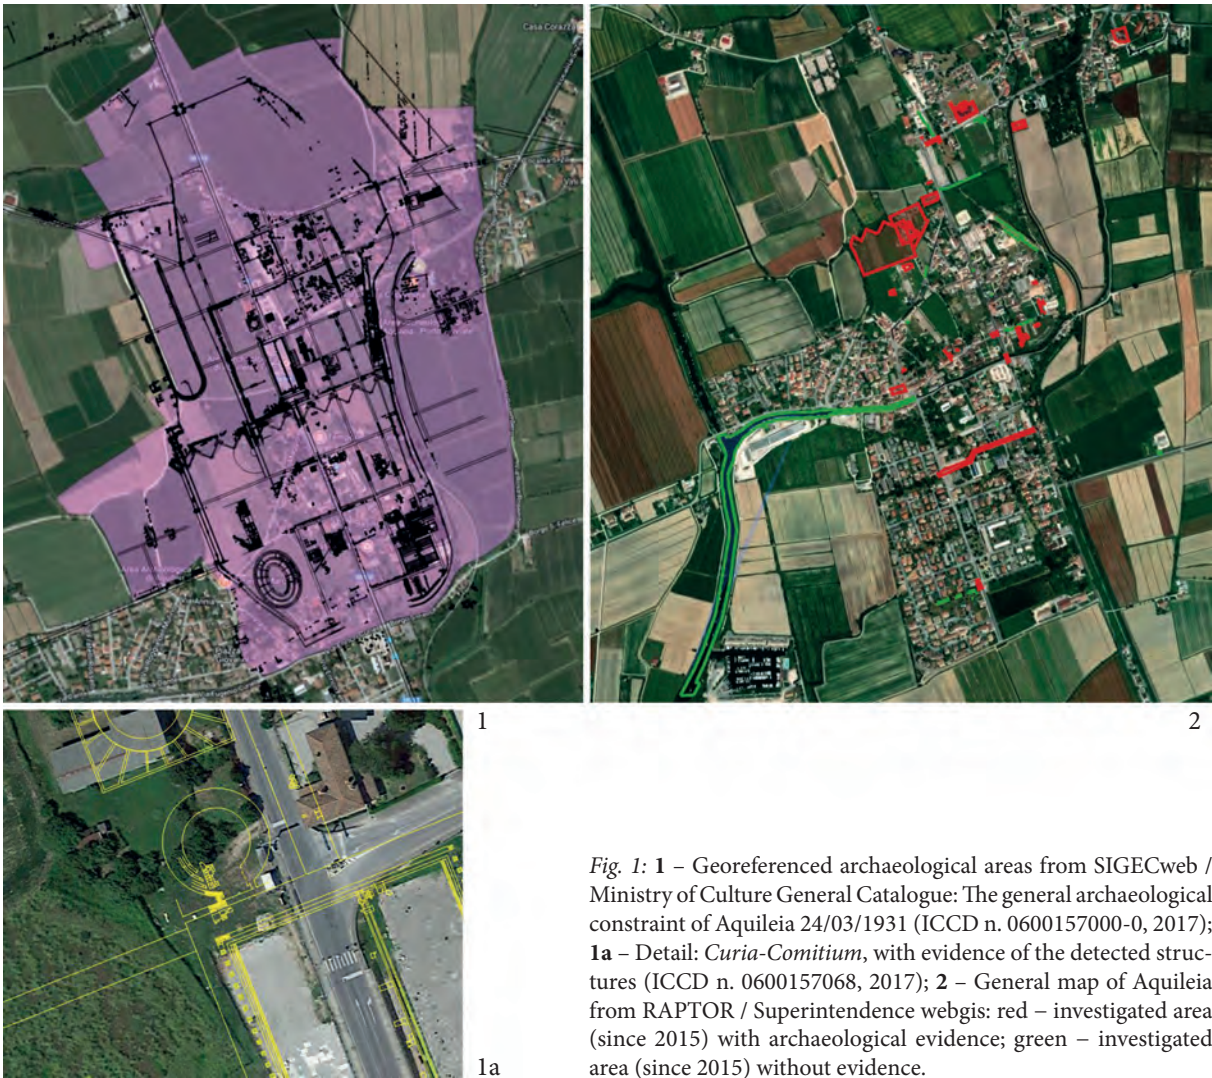 Casa Corazza
1
2
1a
Fig. 1: 1 – Georeferenced archaeological areas from SIGECweb /
Ministry of Culture General Catalogue: The general archaeological
constraint of Aquileia 24/03/1931 (ICCD n. 0600157000-0, 2017);
1a – Detail: Curia-Comitium, with evidence of the detected struc-
tures (ICCD n. 0600157068, 2017); 2 – General map of Aquileia
from RAPTOR / Superintendence webgis: red – investigated area
(since 2015) with archaeological evidence; green – investigated
area (since 2015) without evidence.